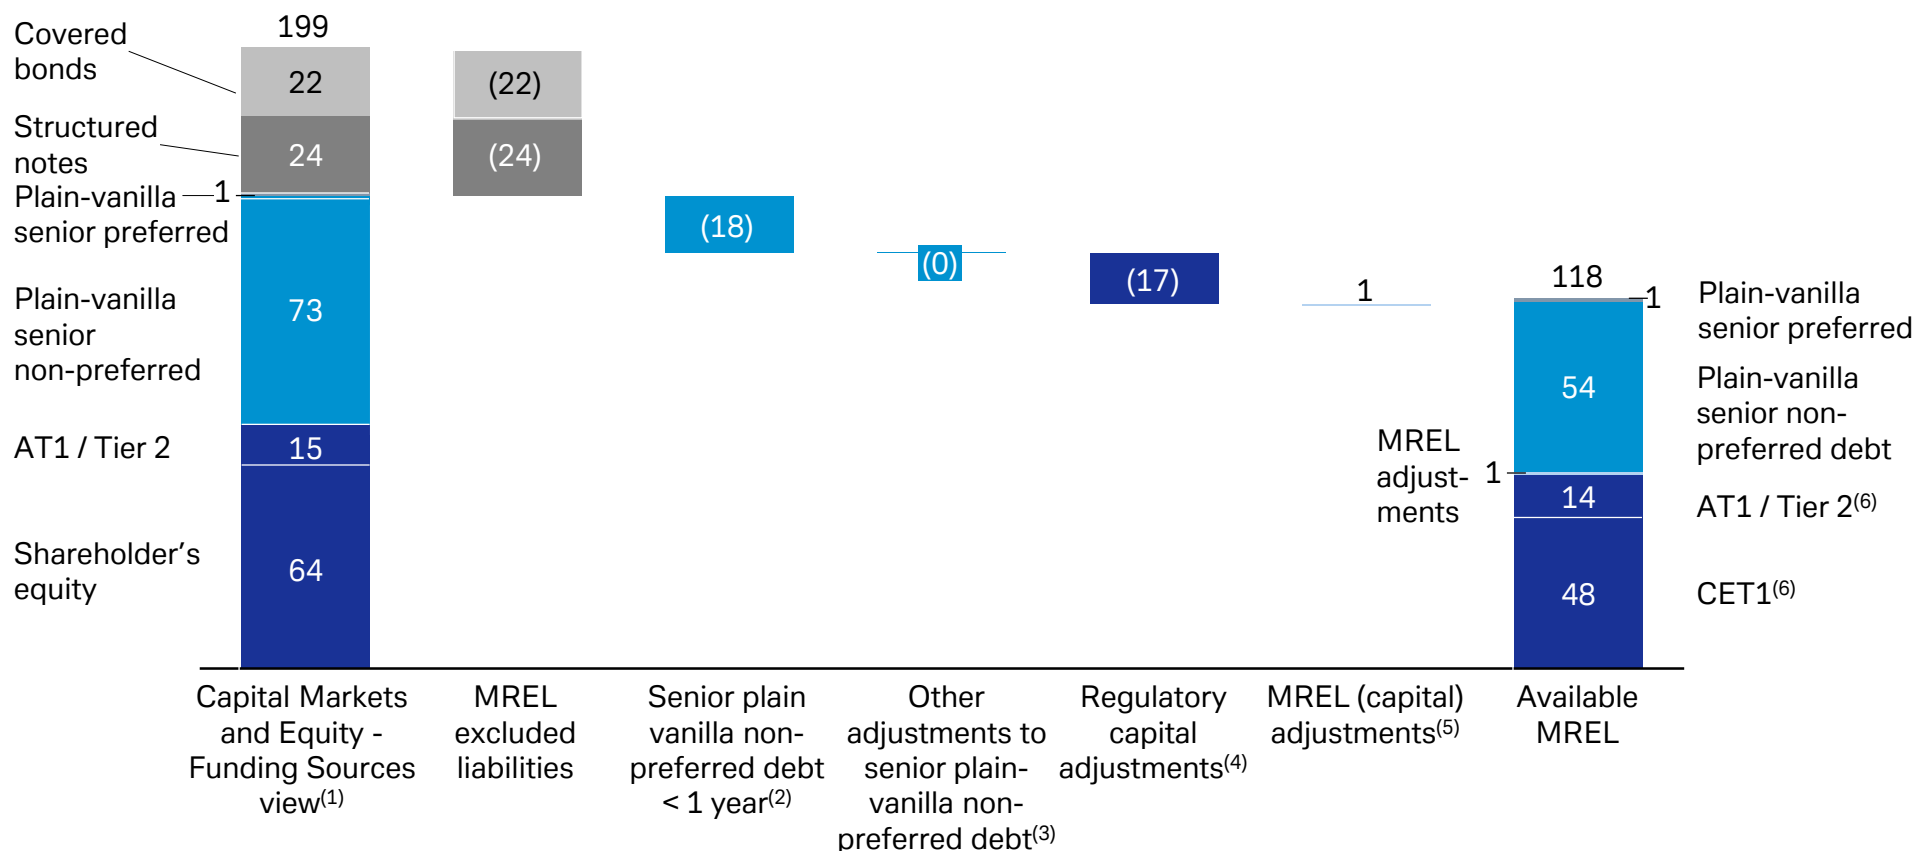 Covered
bonds
Structured
notes
Plain-vanilla
senior preferred
Plain-vanilla
senior
non-preferred
AT1 / Tier 2
Shareholder’s
equity
199
22
24
1
73
15
64
(22)
(24)
(18)
(0)
(17)
1
118
1
54
MREL
adjust-
ments
1
14
48
Plain-vanilla
senior preferred
Plain-vanilla
senior non-
preferred debt
AT1 / Tier 2(6)
CET1(6)
Capital Markets
and Equity -
Funding Sources
view(1)
MREL
excluded
liabilities
Senior plain
vanilla non-
preferred debt
< 1 year(2)
Other
adjustments to
senior plain-
vanilla non-
preferred debt(3)
Regulatory
capital
adjustments(4)
MREL (capital)
adjustments(5)
Available
MREL